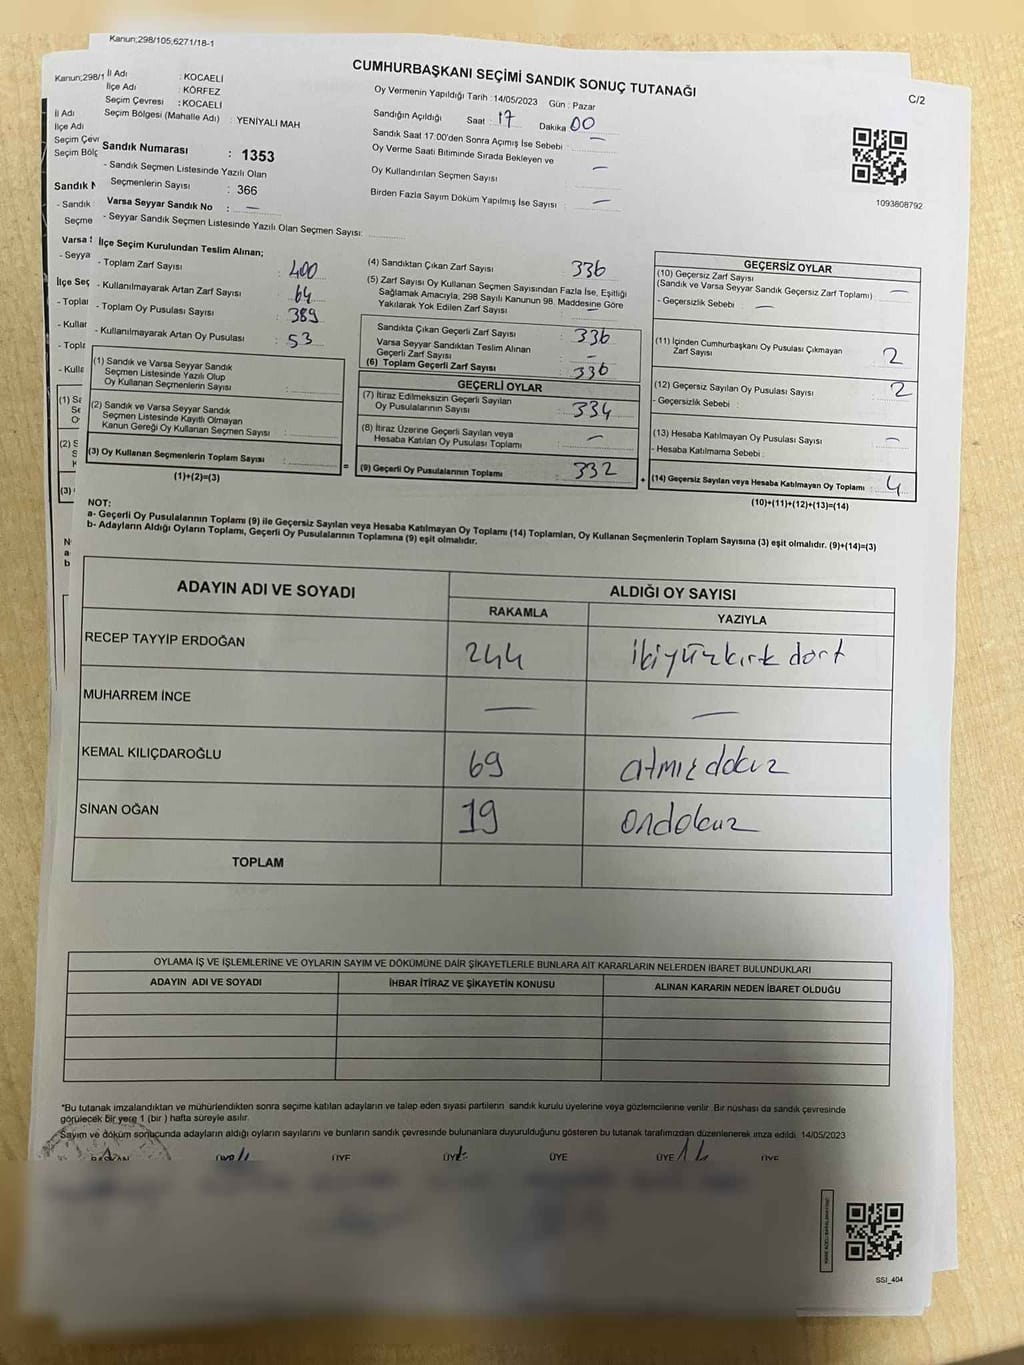 Kanun;298/105;6271/18-1
CUMHURBAŞKANI SEÇİMİ SANDIK SONUÇ TUTANAĞI
C/2
Kanun;298/1
İl Adı : KOCAELİ
İlçe Adı : KÖRFEZ
Seçim Çevresi : KOCAELİ
Seçim Bölgesi (Mahalle Adı) : YENİYALI MAH
Sandık Numarası : 1353
- Sandık Seçmen Listesinde Yazılı Olan
Seçmenlerin Sayısı : 366
Varsa Seyyar Sandık No : —
- Seyyar Sandık Seçmen Listesinde Yazılı Olan Seçmen Sayısı:
Oy Vermenin Yapıldığı Tarih : 14/05/2023 Gün : Pazar
Sandığın Açıldığı Saat : 17 Dakika 00
Sandık Saat 17:00'den Sonra Açımış İse Sebebi : —
Oy Verme Saati Bitiminde Sırada Bekleyen ve
Oy Kullandırılan Seçmen Sayısı : —
Birden Fazla Sayım Döküm Yapılmış İse Sayısı : —
1093808792
İl Adı
İlçe Adı
Seçim Çev
Seçim Bölç
Sandık N
- Sandık
Seçme
Varsa S
- Seyya
İlçe Seç
- Toplar
- Kullar
- Topla
- Kulla
İlçe Seçim Kurulundan Teslim Alınan;
- Toplam Zarf Sayısı : 400
- Kullanılmayarak Artan Zarf Sayısı : 64
- Toplam Oy Pusulası Sayısı : 389
- Kullanılmayarak Artan Oy Pusulası : 53
(1) Sandık ve Varsa Seyyar Sandık
Seçmen Listesinde Yazılı Olup
Oy Kullanan Seçmenlerin Sayısı :
(2) Sandık ve Varsa Seyyar Sandık
Seçmen Listesinde Kayıtlı Olmayan
Kanun Gereği Oy Kullanan Seçmen Sayısı :
(3) Oy Kullanan Seçmenlerin Toplam Sayısı :
(1)+(2)=(3)
(4) Sandıktan Çıkan Zarf Sayısı : 336
(5) Zarf Sayısı Oy Kullanan Seçmen Sayısından Fazla İse, Eşitliği
Sağlamak Amacıyla, 298 Sayılı Kanunun 98. Maddesine Göre
Yakılarak Yok Edilen Zarf Sayısı : —
Sandıkta Çıkan Geçerli Zarf Sayısı : 336
Varsa Seyyar Sandıktan Teslim Alınan
Geçerli Zarf Sayısı : —
(6) Toplam Geçerli Zarf Sayısı : 336
GEÇERLİ OYLAR
(7) İtiraz Edilmeksizin Geçerli Sayılan
Oy Pusulalarının Sayısı : 334
(8) İtiraz Üzerine Geçerli Sayılan veya
Hesaba Katılan Oy Pusulası Toplamı : —
(9) Geçerli Oy Pusulalarının Toplamı : 332
GEÇERSİZ OYLAR
(10) Geçersiz Zarf Sayısı
(Sandık ve Varsa Seyyar Sandık Geçersiz Zarf Toplamı) : —
- Geçersizlik Sebebi : —
(11) İçinden Cumhurbaşkanı Oy Pusulası Çıkmayan
Zarf Sayısı : 2
(12) Geçersiz Sayılan Oy Pusulası Sayısı : 2
- Geçersizlik Sebebi :
(13) Hesaba Katılmayan Oy Pusulası Sayısı : —
- Hesaba Katılmama Sebebi :
(14) Geçersiz Sayılan veya Hesaba Katılmayan Oy Toplamı : 4
(10)+(11)+(12)+(13)=(14)
NOT:
a- Geçerli Oy Pusulalarının Toplamı (9) ile Geçersiz Sayılan veya Hesaba Katılmayan Oy Toplamı (14) Toplamları, Oy Kullanan Seçmenlerin Toplam Sayısına (3) eşit olmalıdır. (9)+(14)=(3)
b- Adayların Aldığı Oyların Toplamı, Geçerli Oy Pusulalarının Toplamına (9) eşit olmalıdır.
ADAYIN ADI VE SOYADI ALDIĞI OY SAYISI
RAKAMLA YAZIYLA
RECEP TAYYİP ERDOĞAN 244 ikiyüzkırk dört
MUHARREM İNCE — —
KEMAL KILIÇDAROĞLU 69 atmışdokuz
SİNAN OĞAN 19 ondokuz
TOPLAM
OYLAMA İŞ VE İŞLEMLERİNE VE OYLARIN SAYIM VE DÖKÜMÜNE DAİR ŞİKAYETLERLE BUNLARA AİT KARARLARIN NELERDEN İBARET BULUNDUKLARI
ADAYIN ADI VE SOYADI İHBAR İTİRAZ VE ŞİKAYETİN KONUSU ALINAN KARARIN NEDEN İBARET OLDUĞU
*Bu tutanak imzalandıktan ve mühürlendikten sonra seçime katılan adayların ve talep eden siyasi partilerin sandık kurulu üyelerine veya gözlemcilerine verilir. Bir nüshası da sandık çevresinde
görülecek bir yere 1 (bir ) hafta süreyle asılır.
Sayım ve döküm sonucunda adayların aldığı oyların sayılarını ve bunların sandık çevresinde bulunanlara duyurulduğunu gösteren bu tutanak tarafımızdan düzenlenerek imza edildi. 14/05/2023
BAŞKAN ÜYE ÜYE ÜYE ÜYE ÜYE
SSI_404